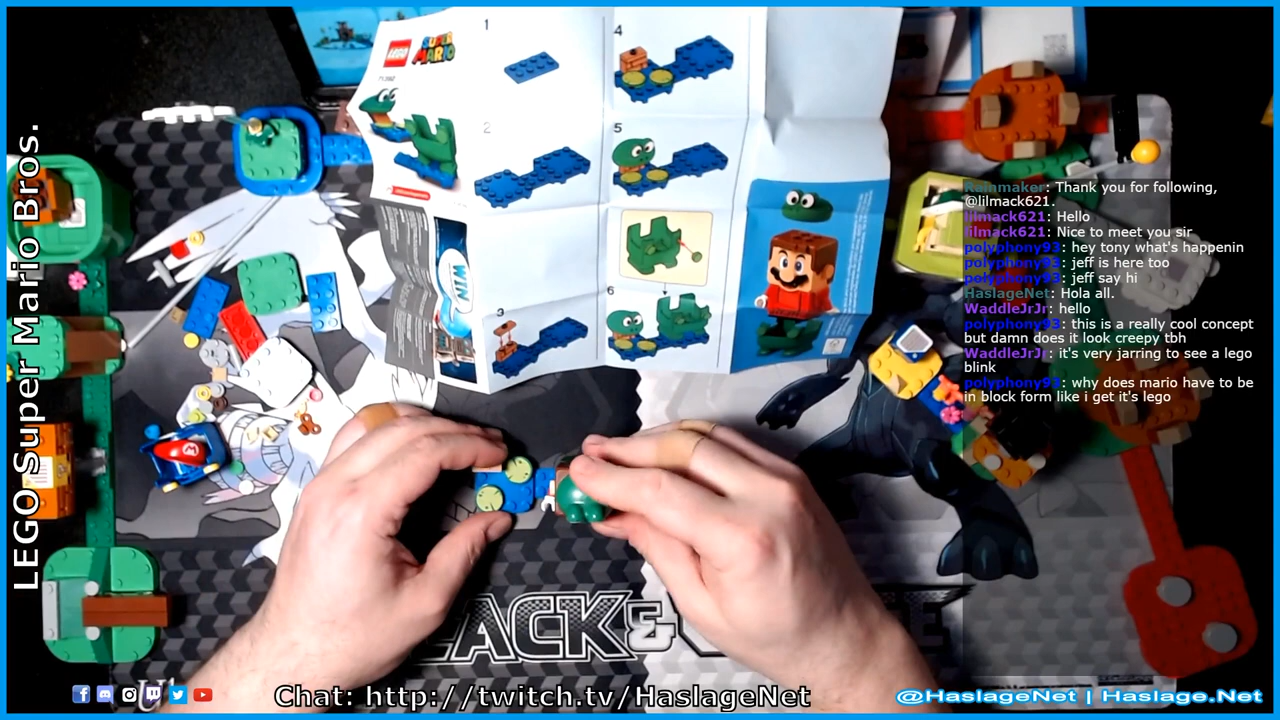 LEGO Super Mario Bros.
LEGO SUPER MARIO
71392
1
2
3
4
5
6
WIN
Rainmaker: Thank you for following,
@lilmack621.
lilmack621: Hello
lilmack621: Nice to meet you sir
polyphony93: hey tony what's happenin
polyphony93: jeff is here too
polyphony93: jeff say hi
HaslageNet: Hola all.
WaddleJrJr: hello
polyphony93: this is a really cool concept
but damn does it look creepy tbh
WaddleJrJr: it's very jarring to see a lego
blink
polyphony93: why does mario have to be
in block form like i get it's lego
M
LACK &
Chat: http://twitch.tv/HaslageNet
@HaslageNet | Haslage.Net